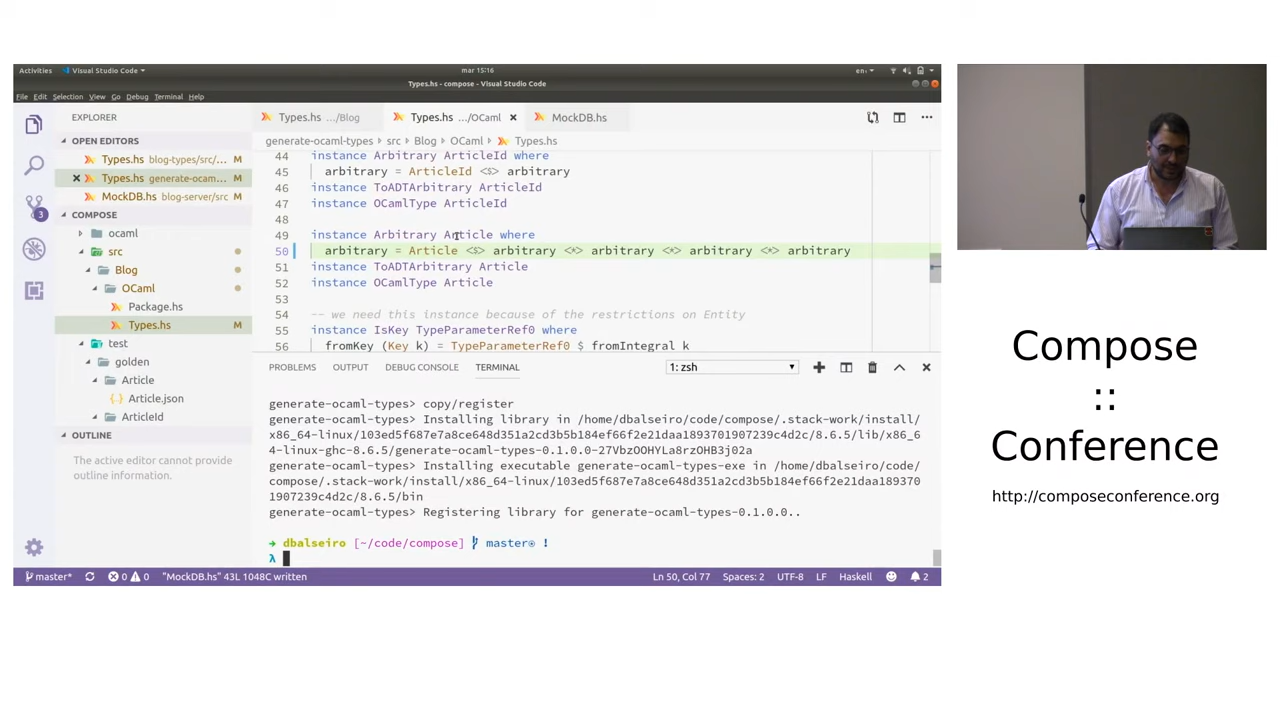 Activities Visual Studio Code
mar 15:16
en₁
Types.hs - compose - Visual Studio Code
File Edit Selection View Go Debug Terminal Help
EXPLORER
OPEN EDITORS
Types.hs blog-types/src/... M
Types.hs generate-ocam... M
MockDB.hs blog-server/src M
3
COMPOSE
ocaml
src
Blog
OCaml
Package.hs
Types.hs M
test
golden
Article
Article.json
ArticleId
OUTLINE
The active editor cannot provide
outline information.
Types.hs .../Blog
Types.hs .../OCaml
MockDB.hs
generate-ocaml-types > src > Blog > OCaml > Types.hs
44 instance Arbitrary ArticleId where
45 arbitrary = ArticleId <$> arbitrary
46 instance ToADTArbitrary ArticleId
47 instance OCamlType ArticleId
48
49 instance Arbitrary Article where
50 arbitrary = Article <$> arbitrary <*> arbitrary <*> arbitrary <*> arbitrary
51 instance ToADTArbitrary Article
52 instance OCamlType Article
53
54 -- we need this instance because of the restrictions on Entity
55 instance IsKey TypeParameterRef0 where
56 fromKey (Key k) = TypeParameterRef0 $ fromIntegral k
PROBLEMS OUTPUT DEBUG CONSOLE TERMINAL 1: zsh
generate-ocaml-types> copy/register
generate-ocaml-types> Installing library in /home/dbalseiro/code/compose/.stack-work/install/
x86_64-linux/103ed5f687e7a8ce648d351a2cd3b5b184ef66f2e21daa1893701907239c4d2c/8.6.5/lib/x86_6
4-linux-ghc-8.6.5/generate-ocaml-types-0.1.0.0-27VbzOOHYLa8rzOHB3j02a
generate-ocaml-types> Installing executable generate-ocaml-types-exe in /home/dbalseiro/code/
compose/.stack-work/install/x86_64-linux/103ed5f687e7a8ce648d351a2cd3b5b184ef66f2e21daa189370
1907239c4d2c/8.6.5/bin
generate-ocaml-types> Registering library for generate-ocaml-types-0.1.0.0..
→ dbalseiro [~/code/compose] master !
λ
master* 0 0 "MockDB.hs" 43L 1048C written Ln 50, Col 77 Spaces: 2 UTF-8 LF Haskell 2
Compose
::
Conference
http://composeconference.org